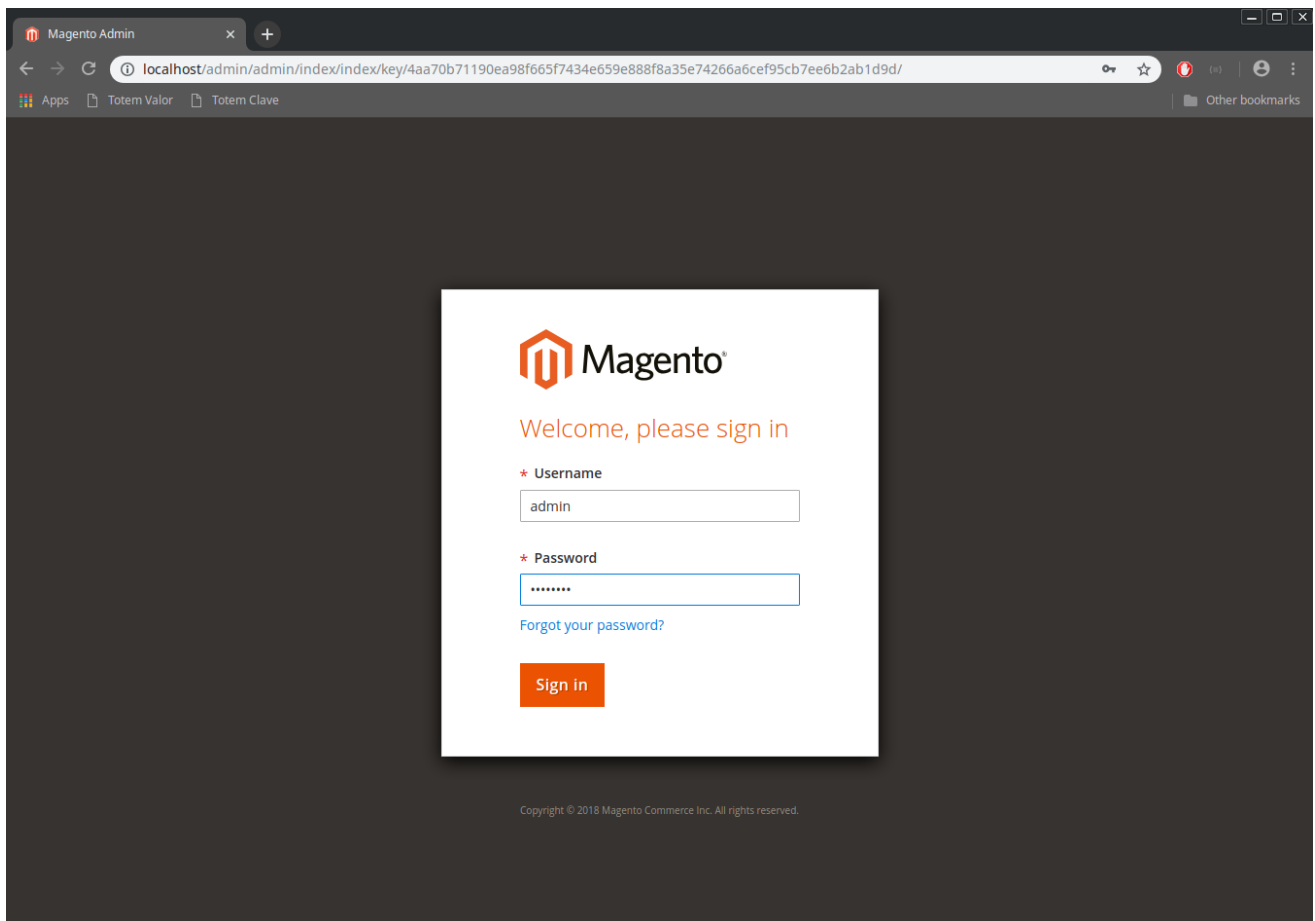 Magento Admin
localhost/admin/admin/index/index/key/4aa70b71190ea98f665f7434e659e888f8a35e74266a6cef95cb7ee6b2ab1d9d/
Apps Totem Valor Totem Clave Other bookmarks
Magento®
Welcome, please sign in
* Username
admin
* Password
••••••••
Forgot your password?
Sign in
Copyright © 2018 Magento Commerce Inc. All rights reserved.